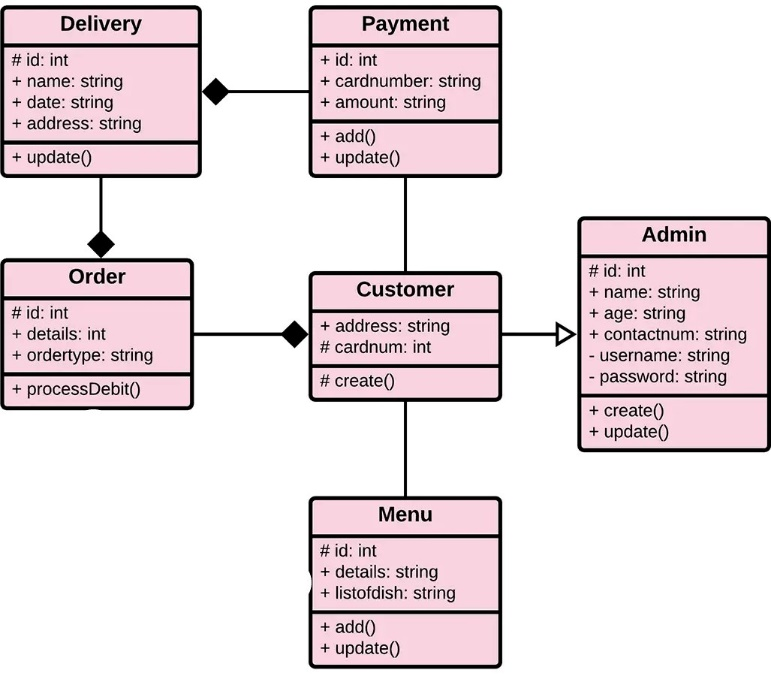 Delivery
# id: int
+ name: string
+ date: string
+ address: string
+ update()
Payment
+ id: int
+ cardnumber: string
+ amount: string
+ add()
+ update()
Order
# id: int
+ details: int
+ ordertype: string
+ processDebit()
Customer
+ address: string
# cardnum: int
# create()
Admin
# id: int
+ name: string
+ age: string
+ contactnum: string
- username: string
- password: string
+ create()
+ update()
Menu
# id: int
+ details: string
+ listofdish: string
+ add()
+ update()